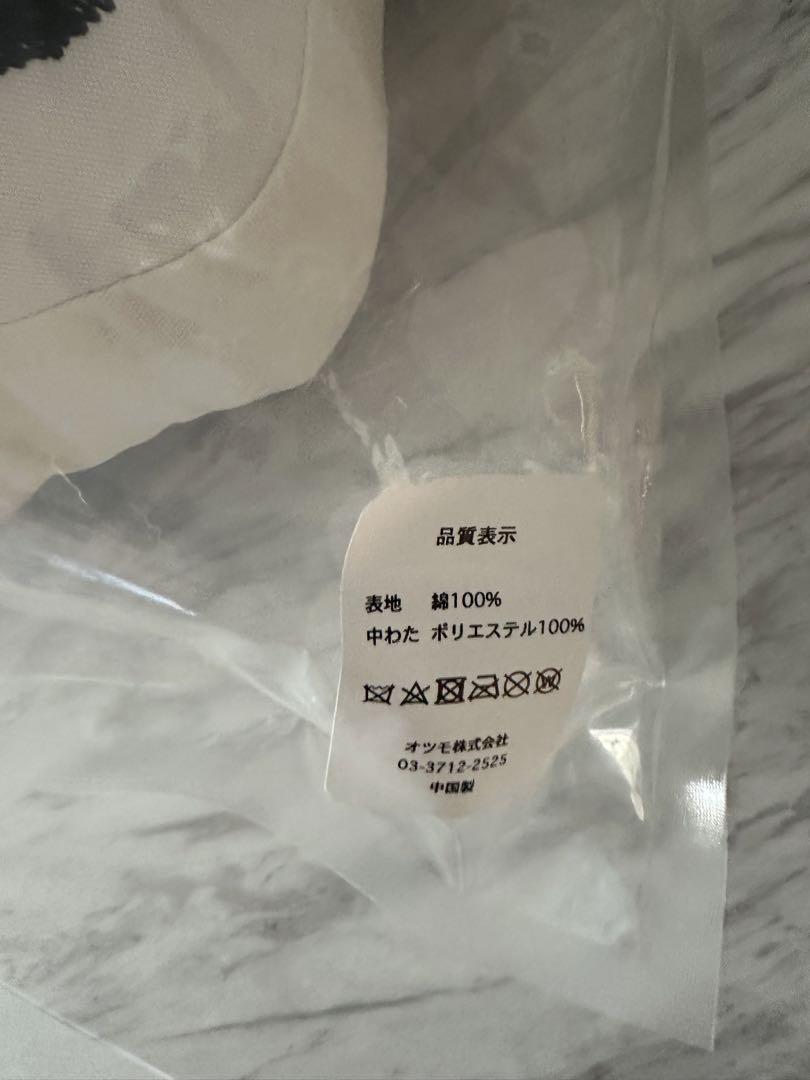 品質表示
表地 綿100%
中わた ポリエステル100%
オツモ株式会社
03-3712-2525
中国製